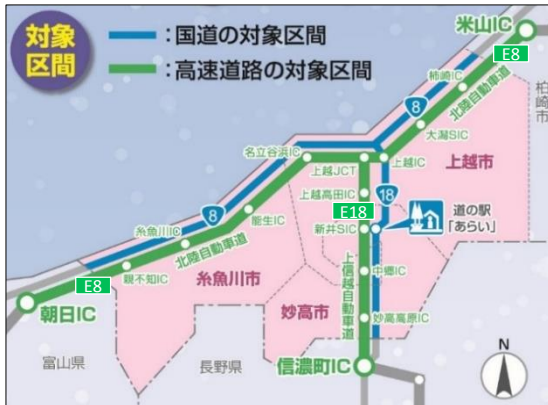 対象
区間
:国道の対象区間
:高速道路の対象区間
米山IC
E8
柿崎IC
8
北陸自動車道
柏崎市
大潟SIC
名立谷浜IC
上越JCT
上越IC
上越市
上越高田IC
18
E18
道の駅
「あらい」
新井SIC
8
能生IC
糸魚川IC
北陸自動車道
上信越自動車道
中郷IC
親不知IC
糸魚川市
E8
朝日IC
妙高市
妙高高原IC
富山県
長野県
信濃町IC
N